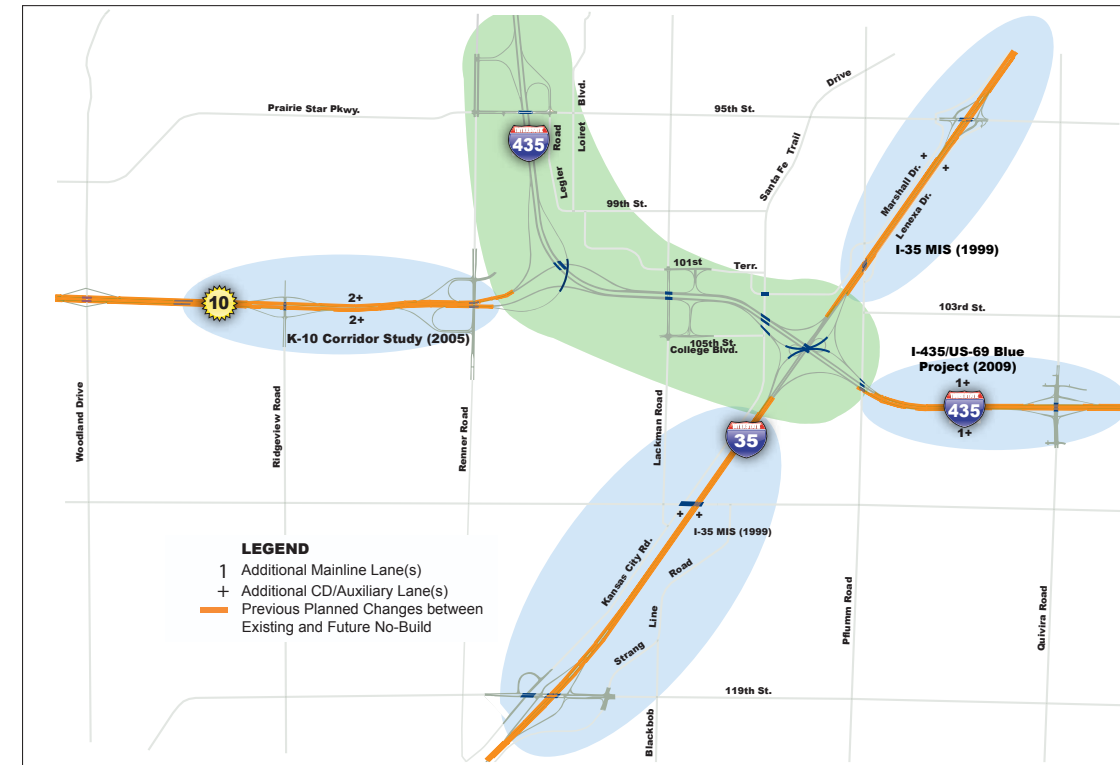 Prairie Star Pkwy.
INTERSTATE
435
Road
Legler
Blvd.
Loiret
Drive
Santa Fe Trail
95th St.
99th St.
Marshall Dr. +
Lenexa Dr. +
I-35 MIS (1999)
101st
Terr.
103rd St.
10
2+
2+
K-10 Corridor Study (2005)
105th St.
College Blvd.
I-435/US-69 Blue
Project (2009)
1+
INTERSTATE
435
1+
Woodland Drive
Ridgeview Road
Renner Road
Lackman Road
INTERSTATE
35
+ +
I-35 MIS (1999)
Kansas City Rd.
Strang
Line
Road
Blackbob
Pflumm Road
Quivira Road
119th St.
LEGEND
1 Additional Mainline Lane(s)
+ Additional CD/Auxiliary Lane(s)
Previous Planned Changes between
Existing and Future No-Build